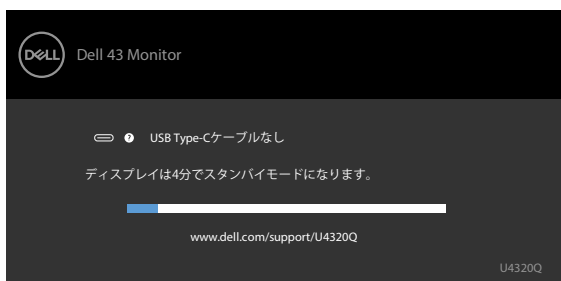 DELL
Dell 43 Monitor
? USB Type-Cケーブルなし
ディスプレイは4分でスタンバイモードになります。
www.dell.com/support/U4320Q
U4320Q